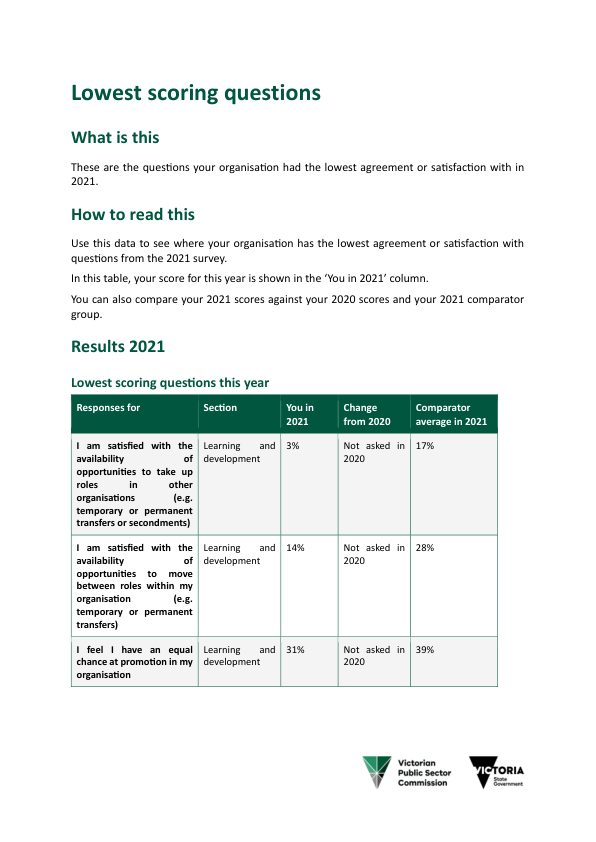 Lowest scoring questions
What is this
These are the questions your organisation had the lowest agreement or satisfaction with in
2021.
How to read this
Use this data to see where your organisation has the lowest agreement or satisfaction with
questions from the 2021 survey.
In this table, your score for this year is shown in the ‘You in 2021’ column.
You can also compare your 2021 scores against your 2020 scores and your 2021 comparator
group.
Results 2021
Lowest scoring questions this year
Responses for
Section
You in
2021
Change
from 2020
Comparator
average in 2021
I am satisfied with the
availability of
opportunities to take up
roles in other
organisations (e.g.
temporary or permanent
transfers or secondments)
Learning and
development
3%
Not asked in
2020
17%
I am satisfied with the
availability of
opportunities to move
between roles within my
organisation (e.g.
temporary or permanent
transfers)
Learning and
development
14%
Not asked in
2020
28%
I feel I have an equal
chance at promotion in my
organisation
Learning and
development
31%
Not asked in
2020
39%
Victorian
Public Sector
Commission
VICTORIA
State
Government